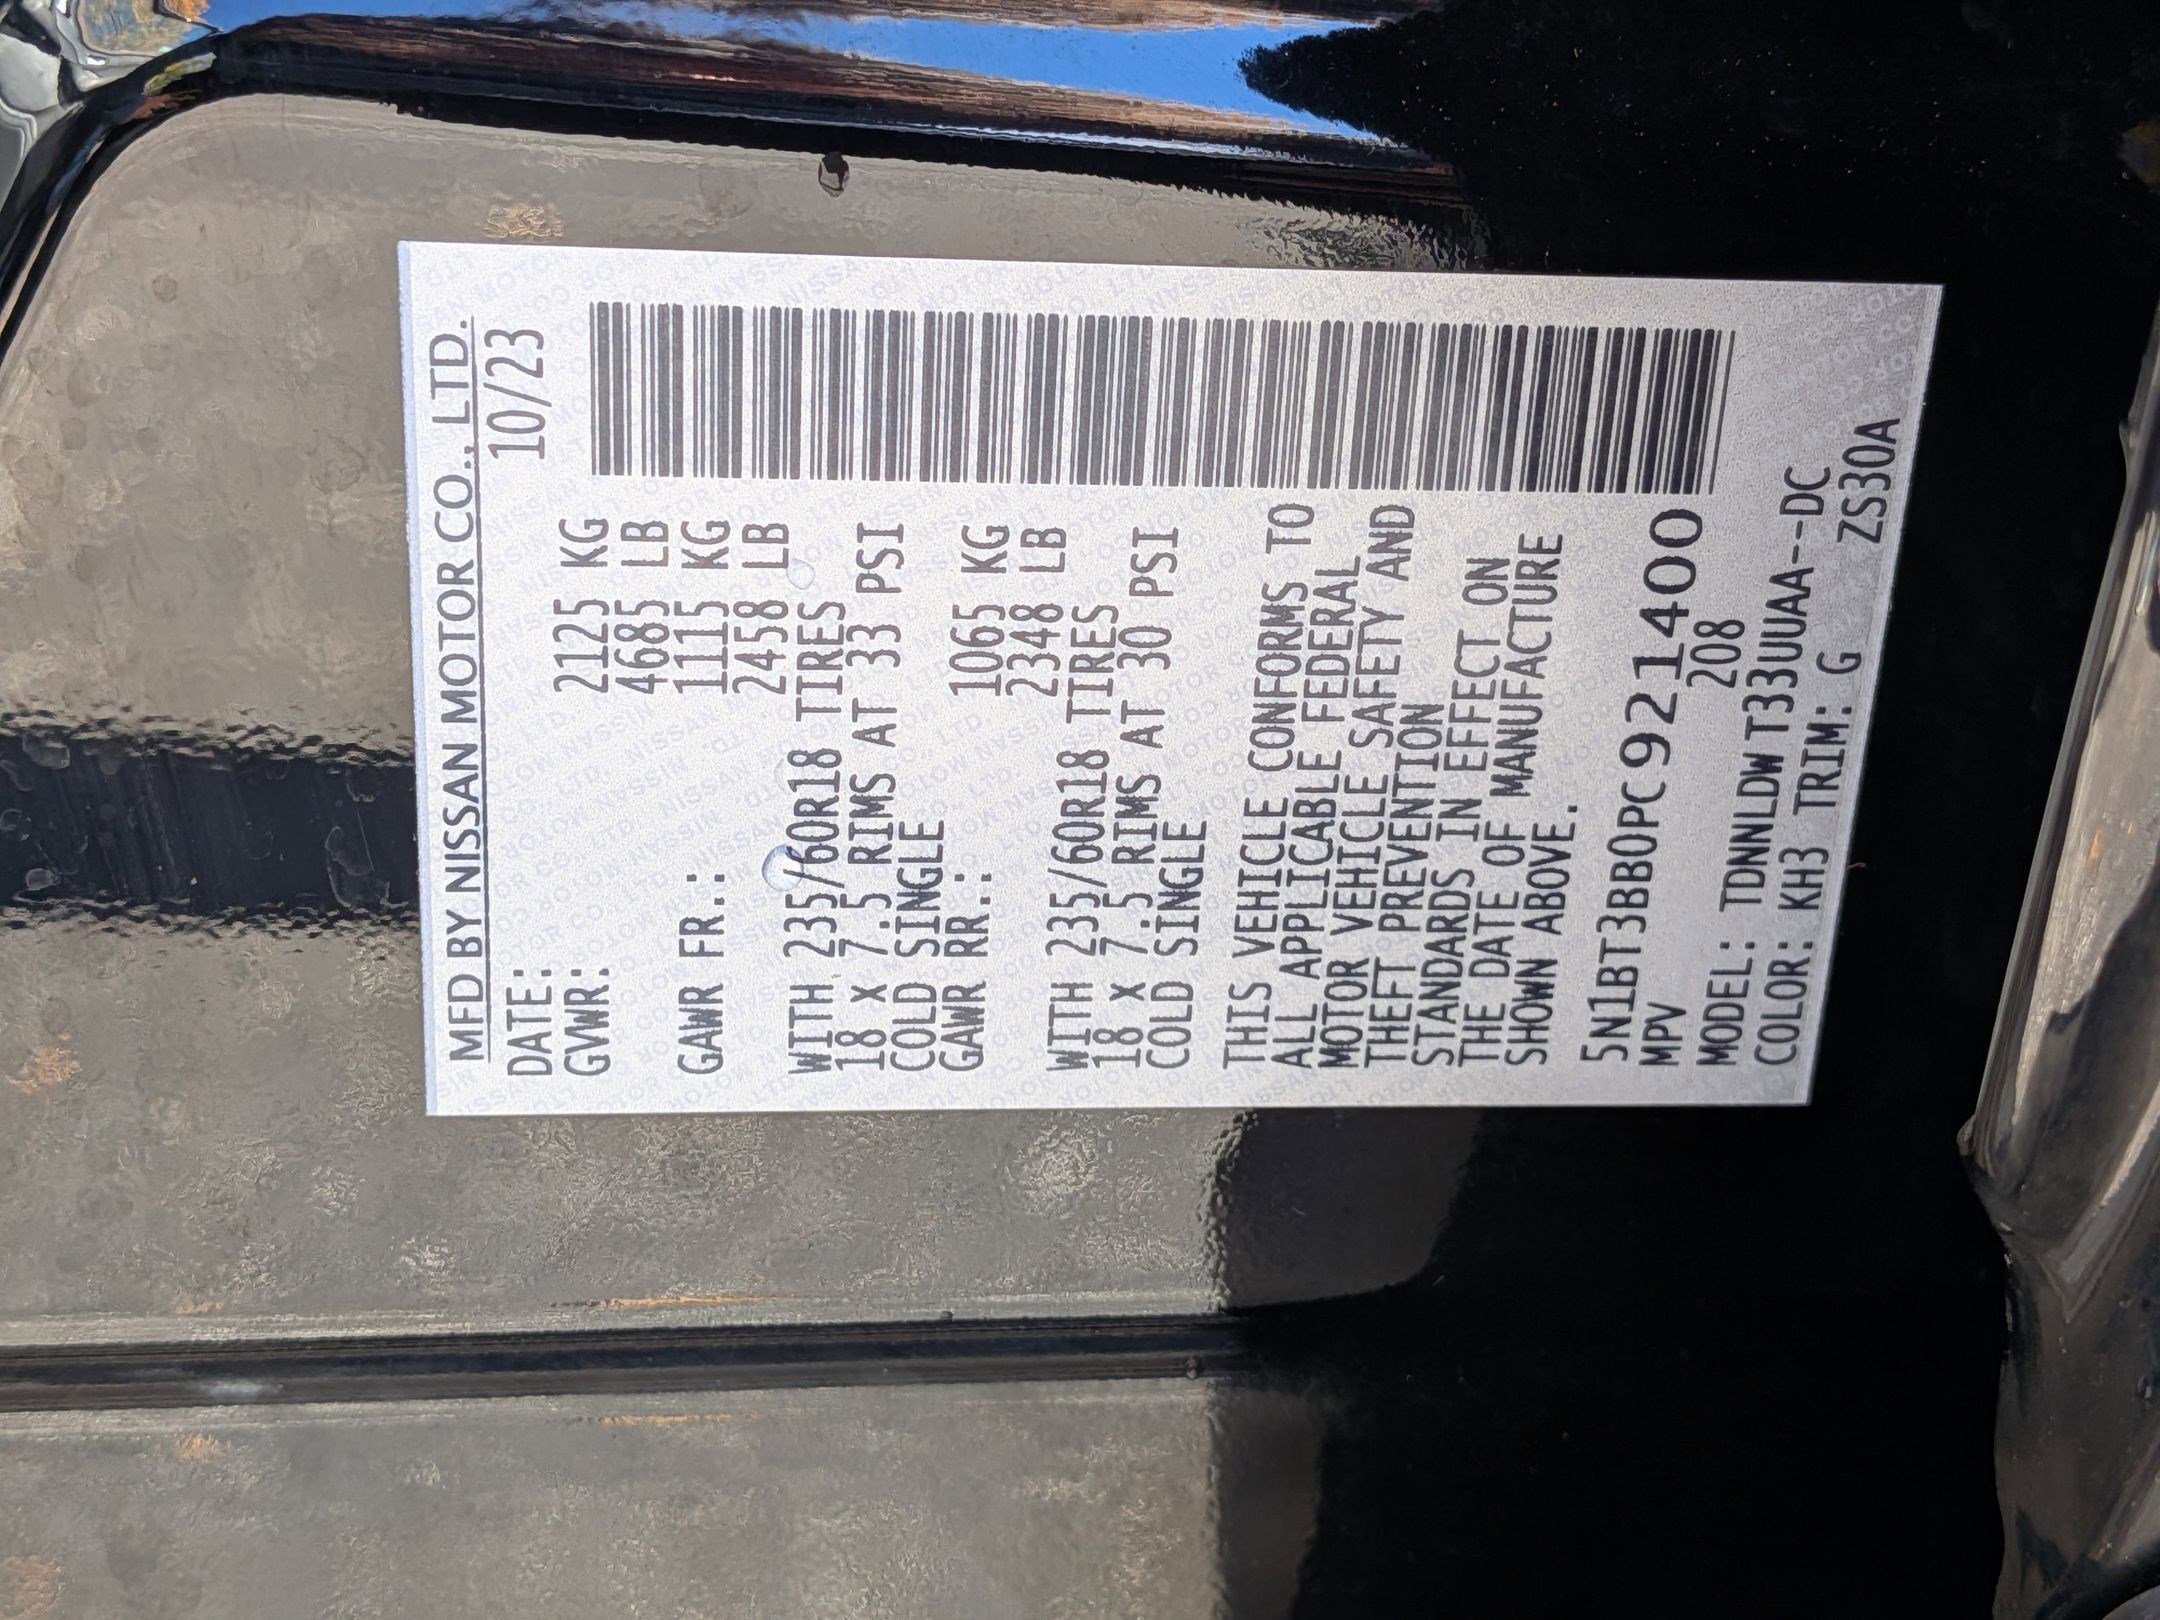 MFD BY NISSAN MOTOR CO., LTD.
DATE: 10/23
GVWR: 2125 KG
4685 LB
GAWR FR.: 1115 KG
2458 LB
WITH 235/60R18 TIRES
18 x 7.5 RIMS AT 33 PSI
COLD SINGLE
GAWR RR.: 1065 KG
2348 LB
WITH 235/60R18 TIRES
18 x 7.5 RIMS AT 30 PSI
COLD SINGLE
THIS VEHICLE CONFORMS TO
ALL APPLICABLE FEDERAL
MOTOR VEHICLE SAFETY AND
THEFT PREVENTION
STANDARDS IN EFFECT ON
THE DATE OF MANUFACTURE
SHOWN ABOVE.
5N1BT3BB0PC921400
MPV 208
MODEL: TDNNLDW T33UUAA--DC
COLOR: KH3 TRIM: G ZS30A